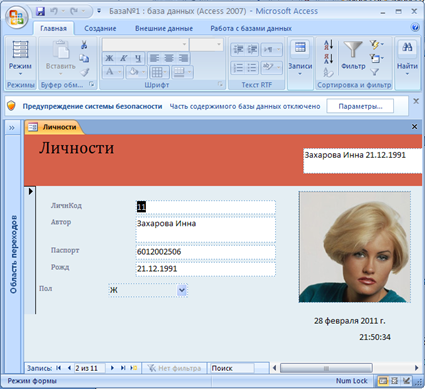 База№1 : база данных (Access 2007) - Microsoft Access
Главная Создание Внешние данные Работа с базами данных
Режим Вставить Записи Фильтр Найти
Режимы Буфер обм... Шрифт Текст RTF Сортировка и фильтр
Предупреждение системы безопасности Часть содержимого базы данных отключено Параметры...
Личности
Личности
Захарова Инна 21.12.1991
ЛичнКод 11
Автор Захарова Инна
Паспорт 6012002506
Рожд 21.12.1991
Пол Ж
28 февраля 2011 г.
21:50:34
Область переходов
Запись: 2 из 11 Нет фильтра Поиск
Режим формы Num Lock